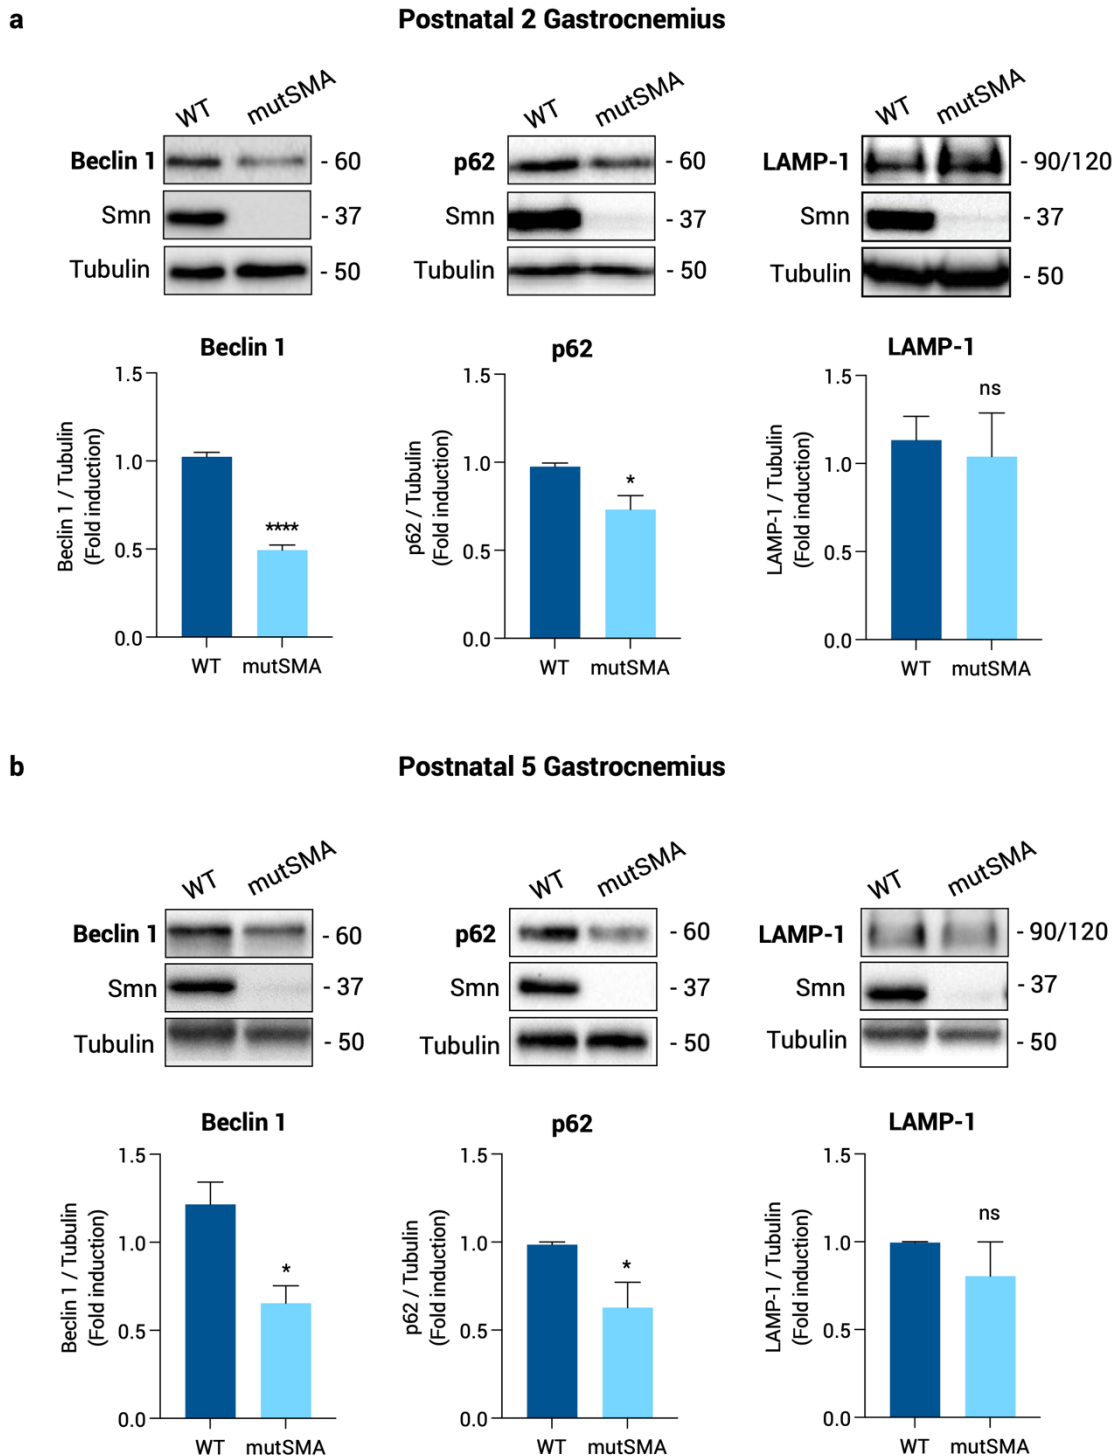 a
Postnatal 2 Gastrocnemius
WT mutSMA
Beclin 1 - 60
Smn - 37
Tubulin - 50
WT mutSMA
p62 - 60
Smn - 37
Tubulin - 50
WT mutSMA
LAMP-1 - 90/120
Smn - 37
Tubulin - 50
Beclin 1
Beclin 1 / Tubulin
(Fold induction)
1.5
1.0
0.5
0.0
****
WT mutSMA
p62
p62 / Tubulin
(Fold induction)
1.5
1.0
0.5
0.0
*
WT mutSMA
LAMP-1
LAMP-1 / Tubulin
(Fold induction)
1.5
1.0
0.5
0.0
ns
WT mutSMA
b
Postnatal 5 Gastrocnemius
WT mutSMA
Beclin 1 - 60
Smn - 37
Tubulin - 50
WT mutSMA
p62 - 60
Smn - 37
Tubulin - 50
WT mutSMA
LAMP-1 - 90/120
Smn - 37
Tubulin - 50
Beclin 1
Beclin 1 / Tubulin
(Fold induction)
1.5
1.0
0.5
0.0
*
WT mutSMA
p62
p62 / Tubulin
(Fold induction)
1.5
1.0
0.5
0.0
*
WT mutSMA
LAMP-1
LAMP-1 / Tubulin
(Fold induction)
1.5
1.0
0.5
0.0
ns
WT mutSMA